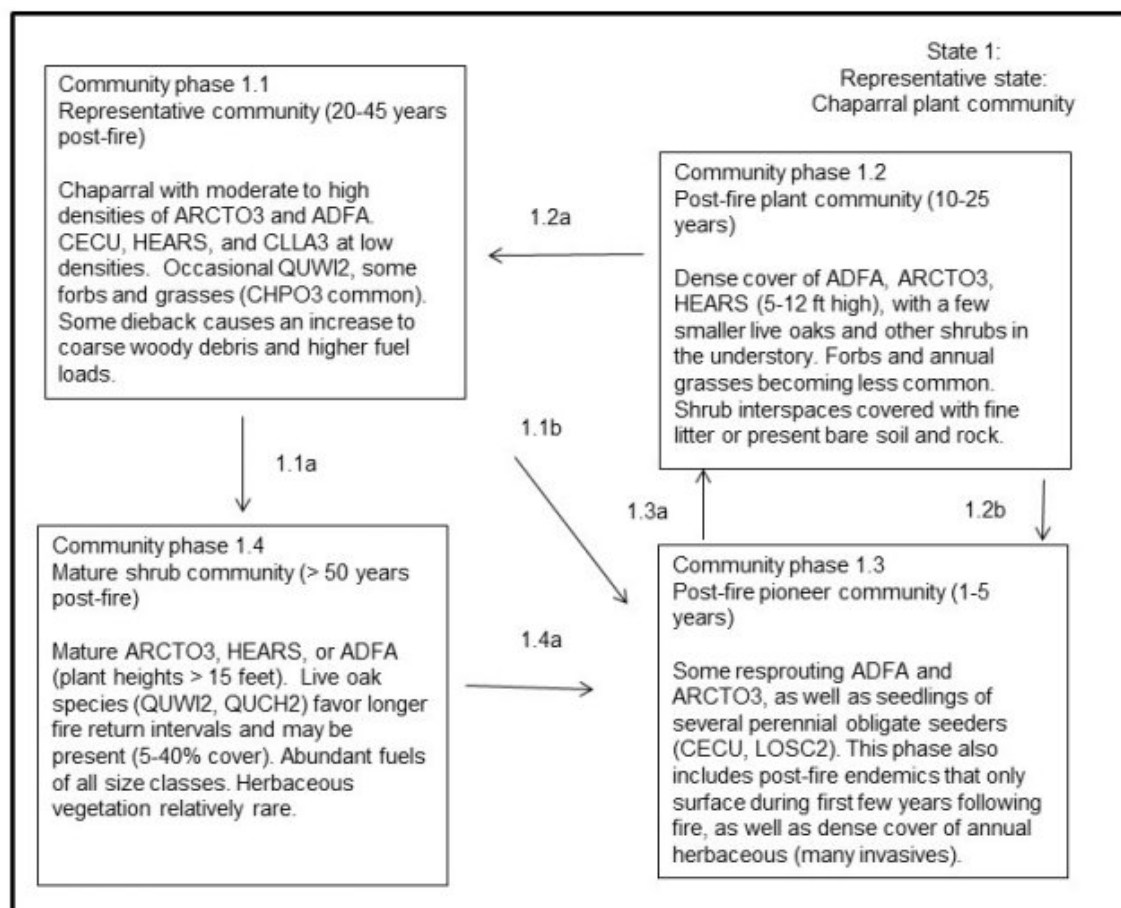 State 1:
Representative state:
Chaparral plant community
Community phase 1.1
Representative community (20-45 years
post-fire)
Chaparral with moderate to high
densities of ARCTO3 and ADFA.
CECU, HEARS, and CLLA3 at low
densities.  Occasional QUWI2, some
forbs and grasses (CHPO3 common).
Some dieback causes an increase to
coarse woody debris and higher fuel
loads.
1.2a
Community phase 1.2
Post-fire plant community (10-25
years)
Dense cover of ADFA, ARCTO3,
HEARS (5-12 ft high), with a few
smaller live oaks and other shrubs in
the understory. Forbs and annual
grasses becoming less common.
Shrub interspaces covered with fine
litter or present bare soil and rock.
1.1a
1.1b
1.3a
1.2b
Community phase 1.4
Mature shrub community (> 50 years
post-fire)
Mature ARCTO3, HEARS, or ADFA
(plant heights > 15 feet).  Live oak
species (QUWI2, QUCH2) favor longer
fire return intervals and may be
present (5-40% cover). Abundant fuels
of all size classes. Herbaceous
vegetation relatively rare.
1.4a
Community phase 1.3
Post-fire pioneer community (1-5
years)
Some resprouting ADFA and
ARCTO3, as well as seedlings of
several perennial obligate seeders
(CECU, LOSC2). This phase also
includes post-fire endemics that only
surface during first few years following
fire, as well as dense cover of annual
herbaceous (many invasives).